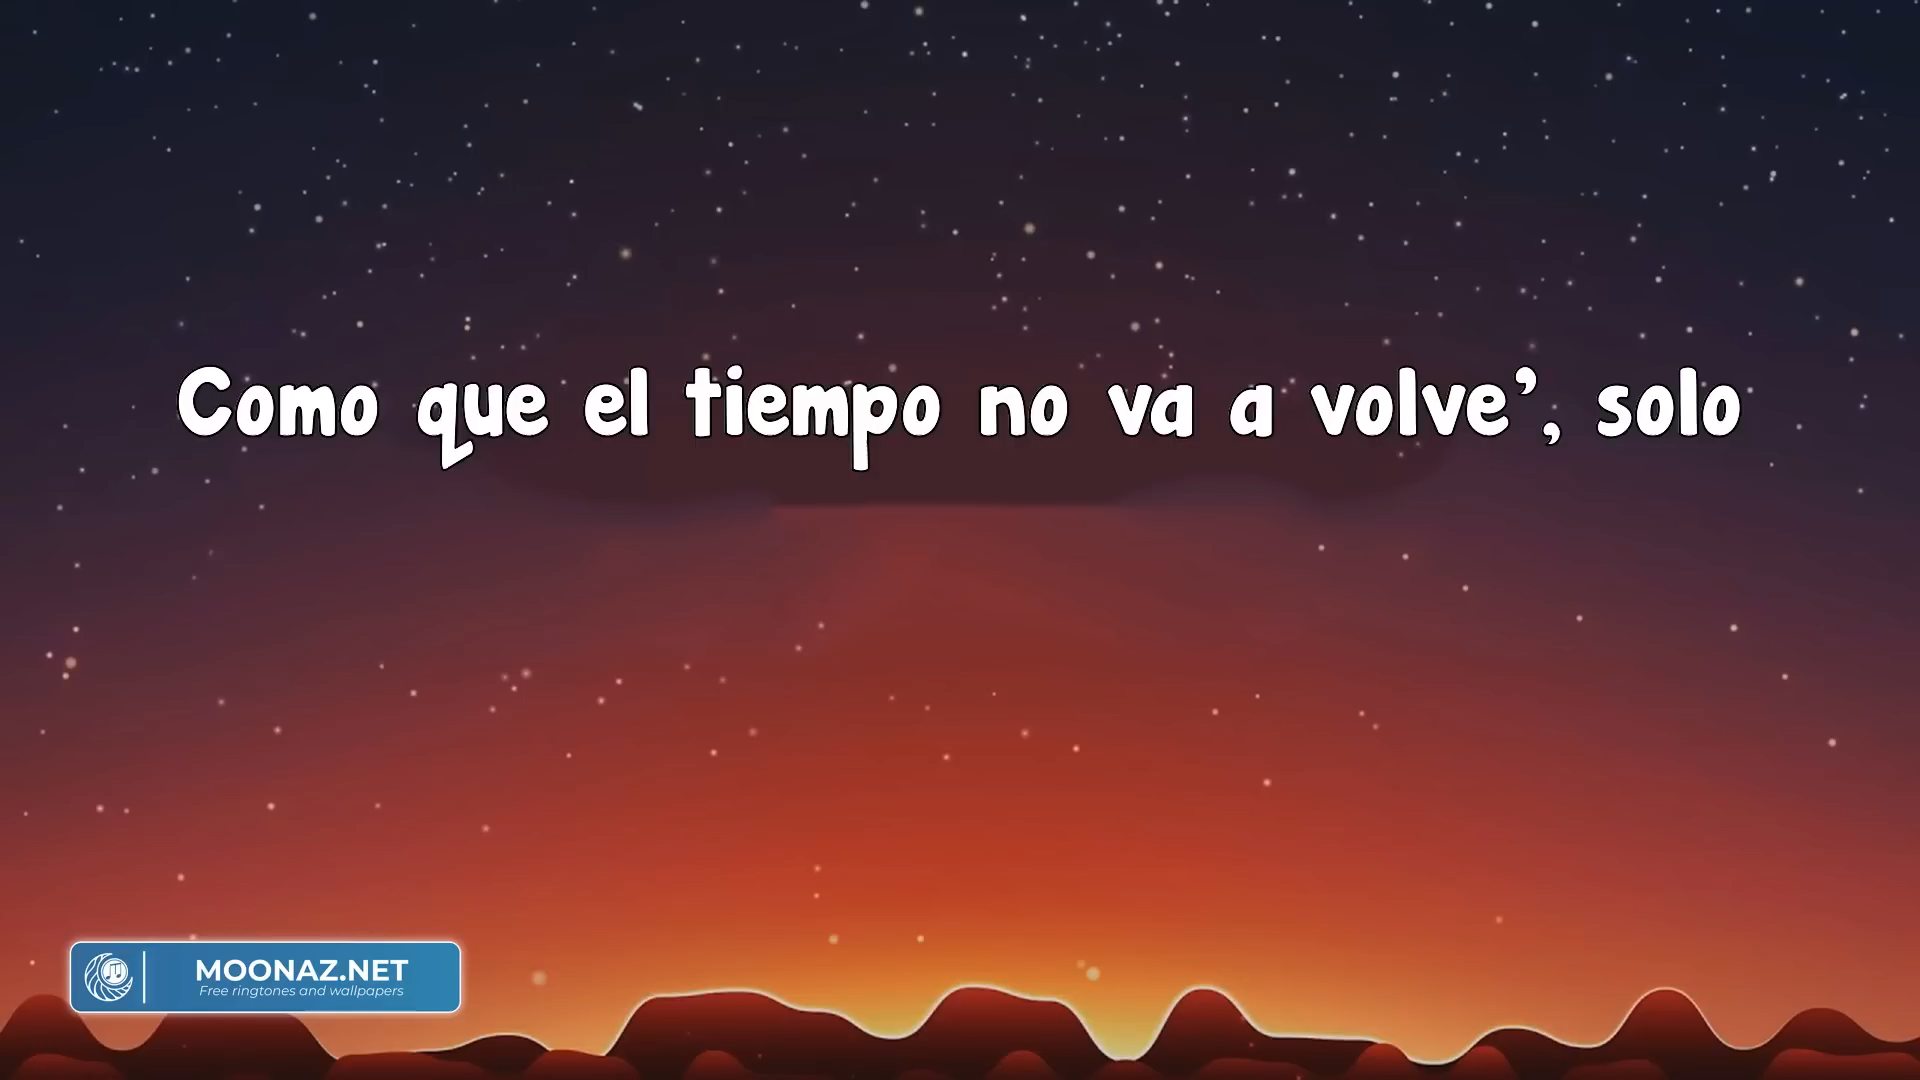 Como que el tiempo no va a volve’, solo
MOONAZ.NET
Free ringtones and wallpapers